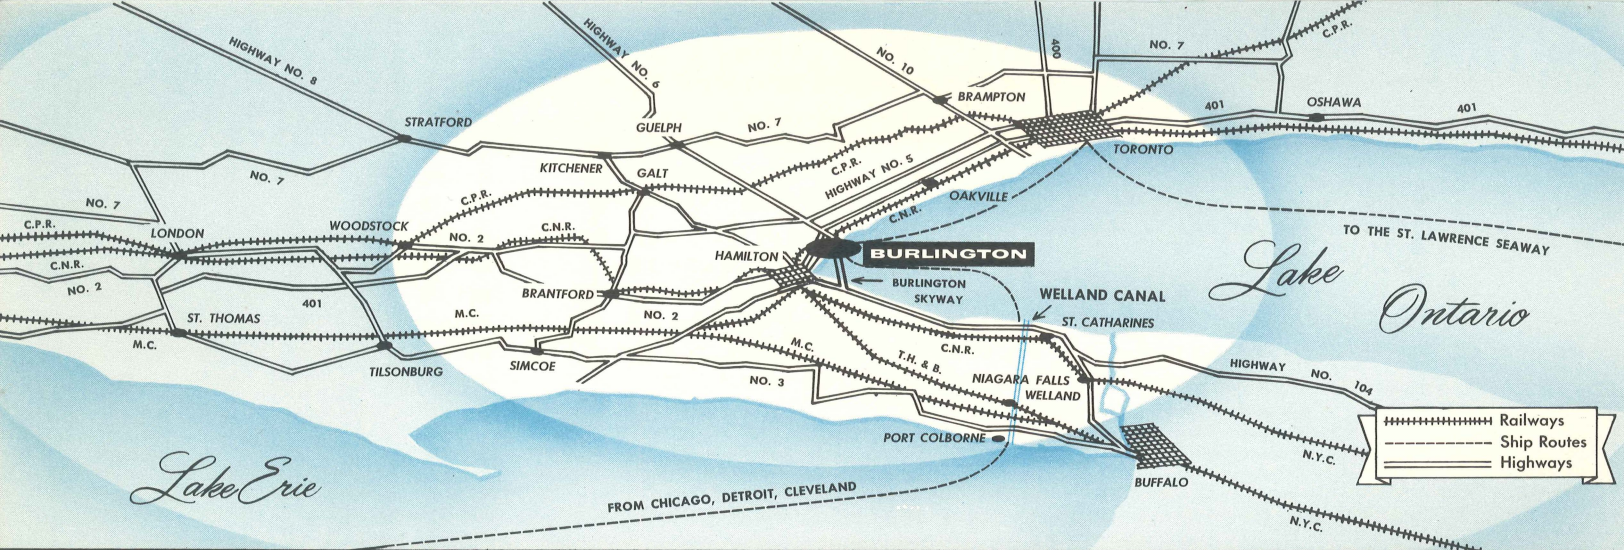 HIGHWAY NO. 8
HIGHWAY NO. 6
NO. 10
400
NO. 7
C.P.R.
BRAMPTON
401
OSHAWA
401
STRATFORD
GUELPH
NO. 7
TORONTO
KITCHENER
GALT
C.P.R.
HIGHWAY NO. 5
NO. 7
OAKVILLE
NO. 7
C.P.R.
C.P.R.
LONDON
WOODSTOCK
NO. 2
C.N.R.
C.N.R.
TO THE ST. LAWRENCE SEAWAY
HAMILTON
BURLINGTON
C.N.R.
NO. 2
401
BRANTFORD
BURLINGTON
SKYWAY
WELLAND CANAL
Lake
Ontario
ST. THOMAS
M.C.
NO. 2
ST. CATHARINES
M.C.
M.C.
C.N.R.
T.H. & B.
TILSONBURG
SIMCOE
NO. 3
NIAGARA FALLS
WELLAND
HIGHWAY NO. 104
PORT COLBORNE
N.Y.C.
BUFFALO
N.Y.C.
Lake Erie
FROM CHICAGO, DETROIT, CLEVELAND
Railways
Ship Routes
Highways